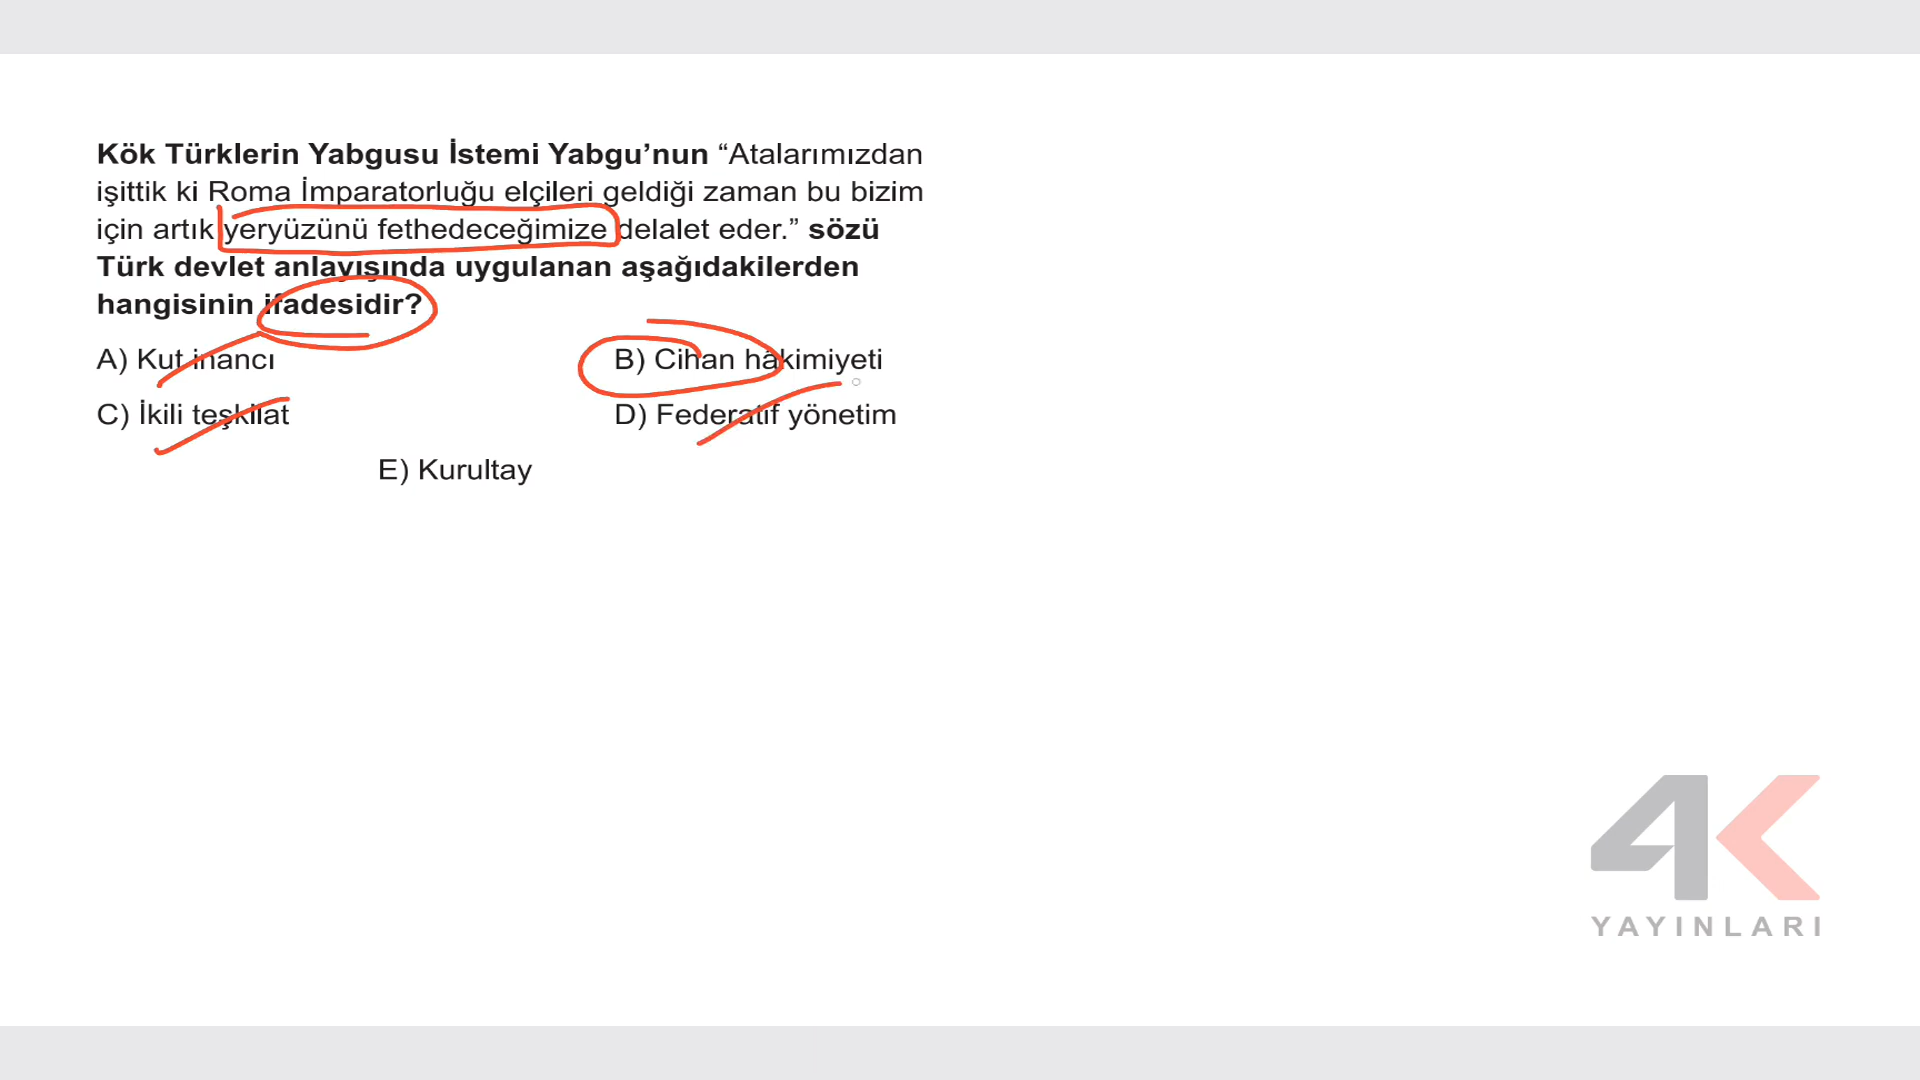 Kök Türklerin Yabgusu İstemi Yabgu’nun “Atalarımızdan
işittik ki Roma İmparatorluğu elçileri geldiği zaman bu bizim
için artık yeryüzünü fethedeceğimize delalet eder.” sözü
Türk devlet anlayışında uygulanan aşağıdakilerden
hangisinin ifadesidir?
A) Kut inancı B) Cihan hâkimiyeti
C) İkili teşkilat D) Federatif yönetim
E) Kurultay
4K
YAYINLARI